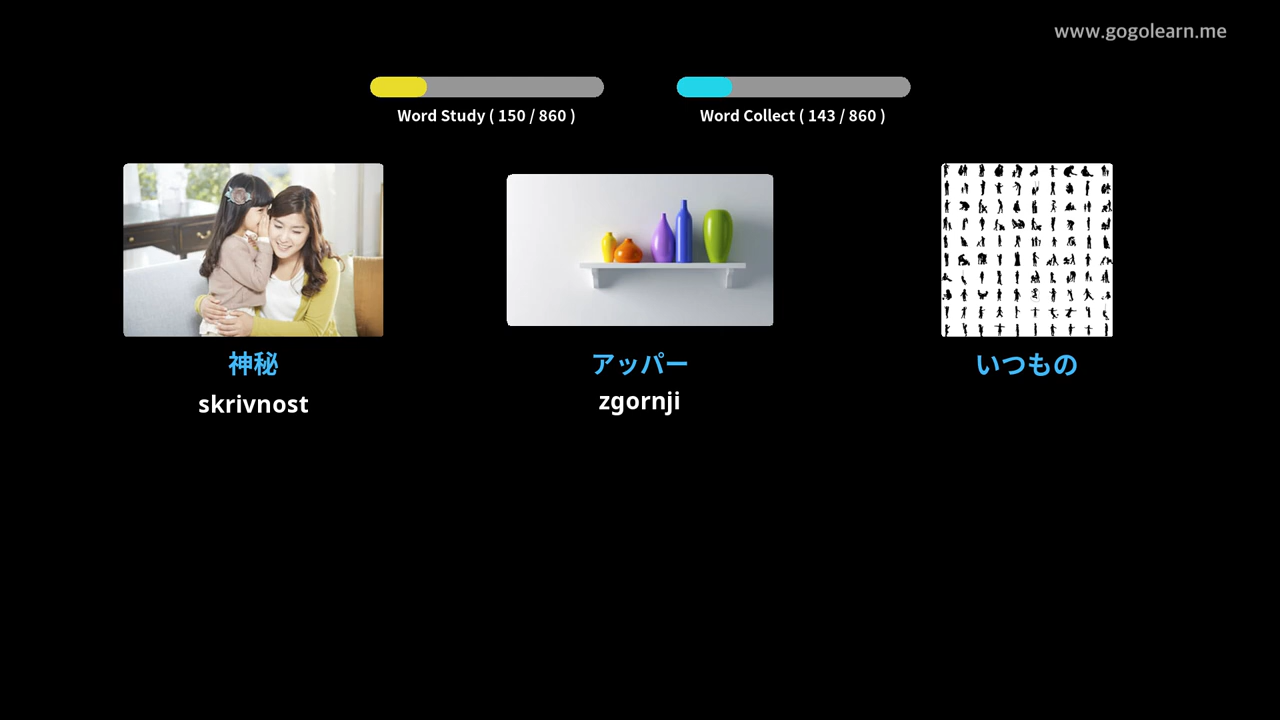 www.gogolearn.me
Word Study ( 150 / 860 )
Word Collect ( 143 / 860 )
神秘
skrivnost
アッパー
zgornji
いつもの